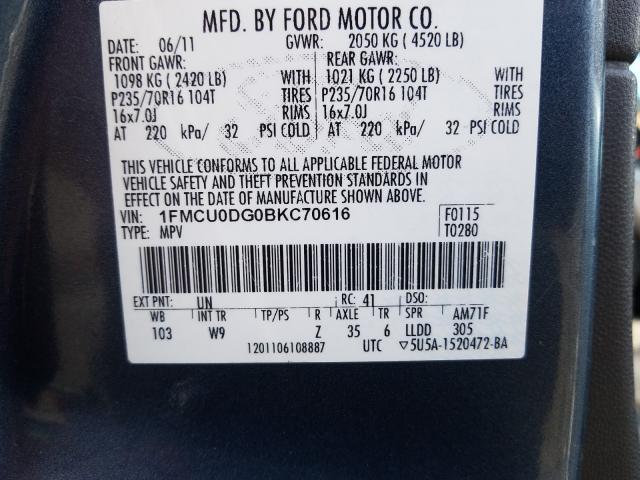 MFD. BY FORD MOTOR CO.
DATE: 06/11 GVWR: 2050 KG ( 4520 LB)
FRONT GAWR: REAR GAWR:
1098 KG ( 2420 LB) WITH 1021 KG ( 2250 LB) WITH
P235/70R16 104T TIRES P235/70R16 104T TIRES
16x7.0J RIMS 16x7.0J RIMS
AT 220 kPa/ 32 PSI COLD AT 220 kPa/ 32 PSI COLD
THIS VEHICLE CONFORMS TO ALL APPLICABLE FEDERAL MOTOR
VEHICLE SAFETY AND THEFT PREVENTION STANDARDS IN
EFFECT ON THE DATE OF MANUFACTURE SHOWN ABOVE.
VIN: 1FMCU0DG0BKC70616 F0115
TYPE: MPV T0280
EXT PNT: UN RC: 41 DSO:
WB INT TR TP/PS R AXLE TR SPR AM71F
103 W9 Z 35 6 LLDD 305
1201106108887 UTC ▽5U5A-1520472-BA